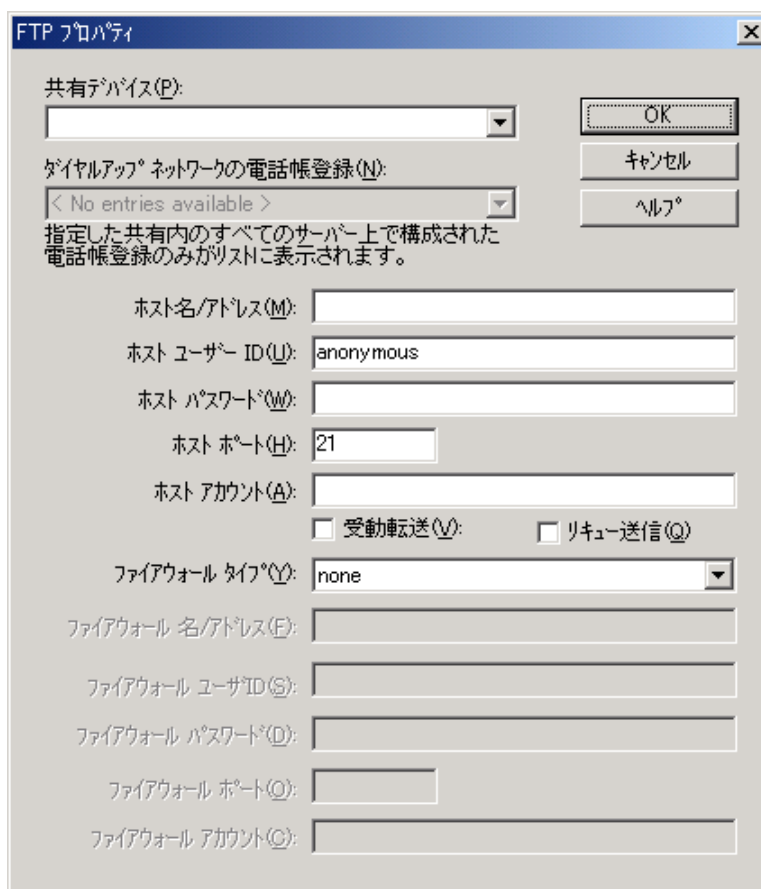 FTP プロパティ
共有デバイス(P):
OK
ダイヤルアップ ネットワークの電話帳登録(N):
キャンセル
< No entries available >
ヘルプ
指定した共有内のすべてのサーバー上で構成された
電話帳登録のみがリストに表示されます。
ホスト名/アドレス(M):
ホスト ユーザー ID(U): anonymous
ホスト パスワード(W):
ホスト ポート(H): 21
ホスト アカウント(A):
受動転送(V): リキュー送信(Q)
ファイアウォール タイプ(Y): none
ファイアウォール 名/アドレス(F):
ファイアウォール ユーザID(S):
ファイアウォール パスワード(D):
ファイアウォール ポート(O):
ファイアウォール アカウント(C):